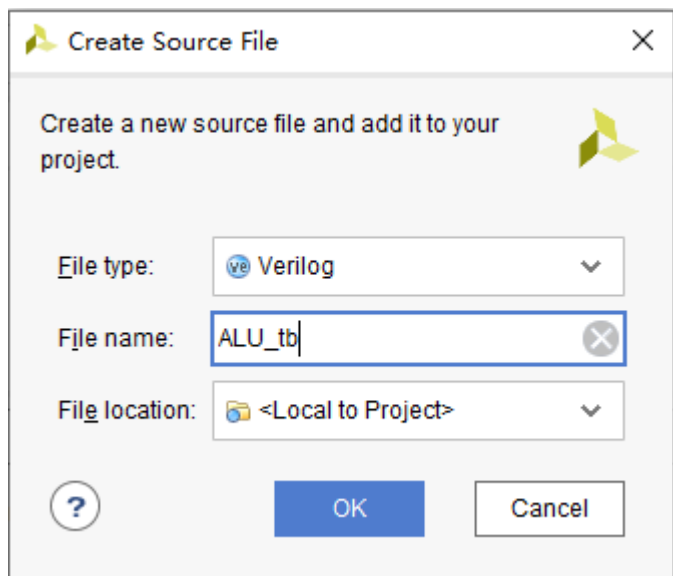 Create Source File
Create a new source file and add it to your
project.
File type:
ve Verilog
File name:
ALU_tb
File location:
<Local to Project>
?
OK
Cancel